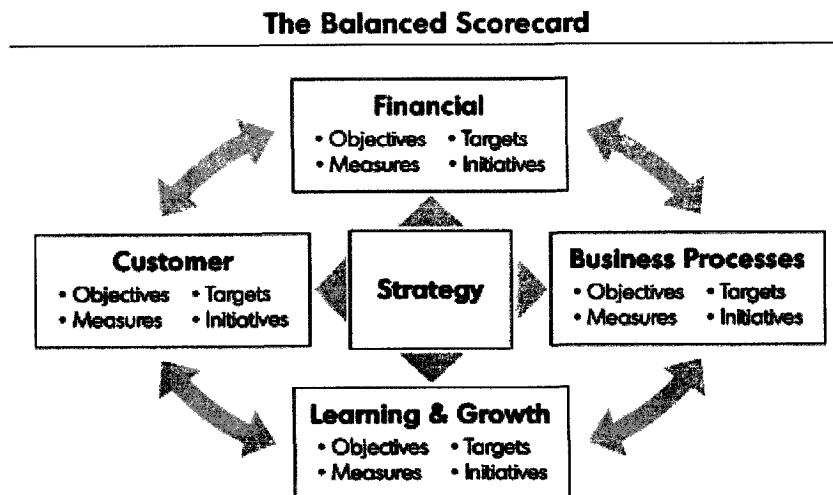 The Balanced Scorecard
Financial
• Objectives • Targets
• Measures • Initiatives
Customer
• Objectives • Targets
• Measures • Initiatives
Strategy
Business Processes
• Objectives • Targets
• Measures • Initiatives
Learning & Growth
• Objectives • Targets
• Measures • Initiatives